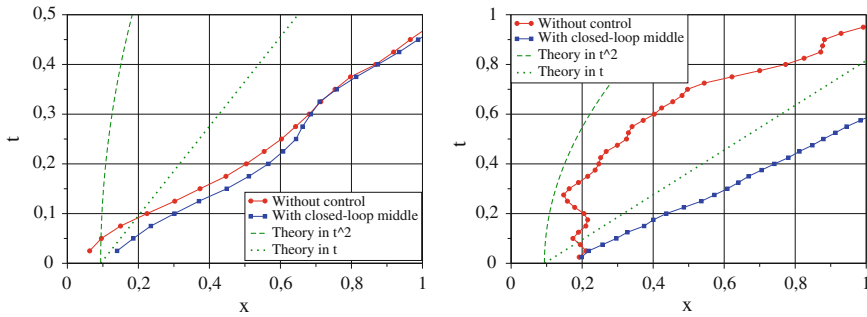 0,5
0,4
0,3
0,2
0,1
0
t
0 0,2 0,4 0,6 0,8 1
x
Without control
With closed-loop middle
Theory in t^2
Theory in t
1
0,8
0,6
0,4
0,2
0
t
0 0,2 0,4 0,6 0,8 1
x
Without control
With closed-loop middle
Theory in t^2
Theory in t